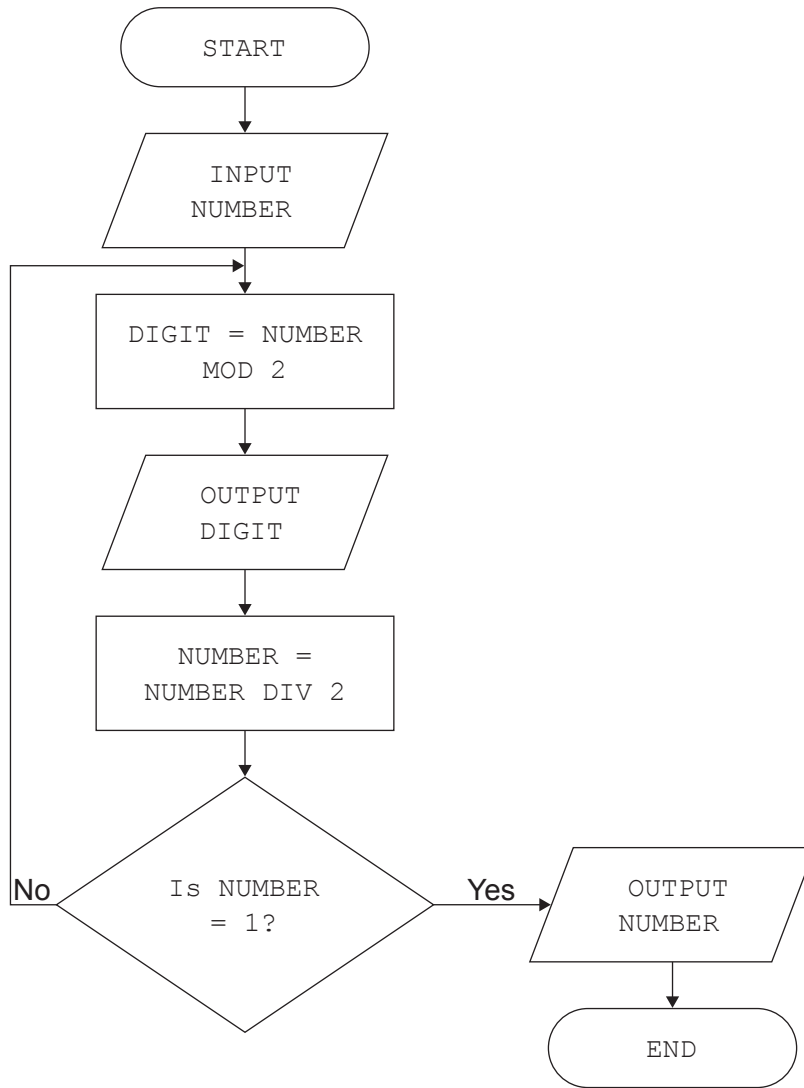 START
INPUT
NUMBER
DIGIT = NUMBER
MOD 2
OUTPUT
DIGIT
NUMBER =
NUMBER DIV 2
Is NUMBER
= 1?
No
Yes
OUTPUT
NUMBER
END